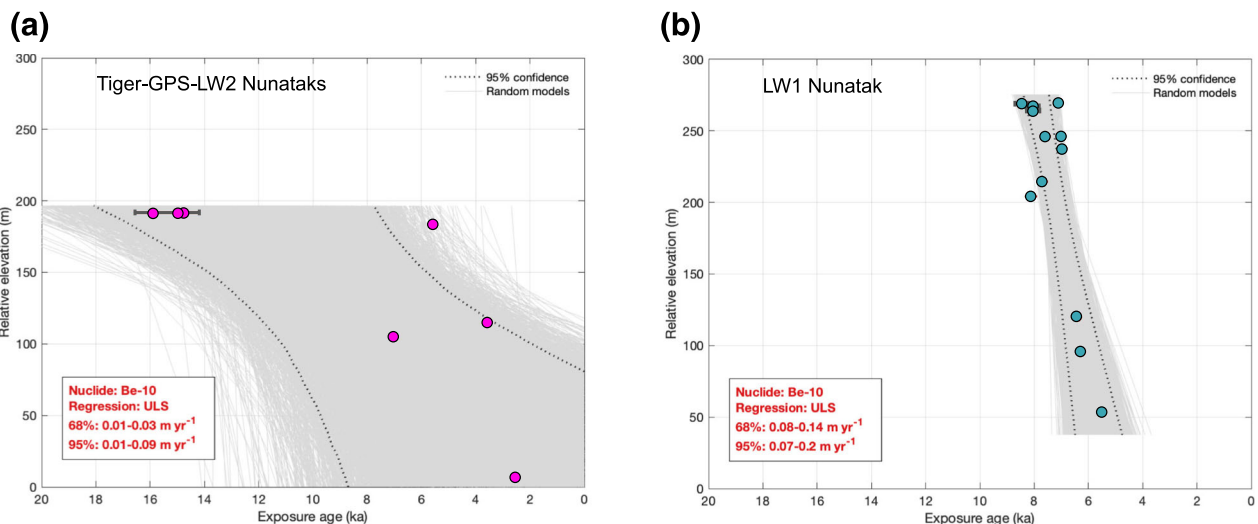 (a)
Tiger-GPS-LW2 Nunataks
95% confidence
Random models
300
250
200
150
100
50
0
Relative elevation (m)
Nuclide: Be-10
Regression: ULS
68%: 0.01-0.03 m yr-1
95%: 0.01-0.09 m yr-1
20 18 16 14 12 10 8 6 4 2 0
Exposure age (ka)
(b)
LW1 Nunatak
95% confidence
Random models
300
250
200
150
100
50
0
Relative elevation (m)
Nuclide: Be-10
Regression: ULS
68%: 0.08-0.14 m yr-1
95%: 0.07-0.2 m yr-1
20 18 16 14 12 10 8 6 4 2 0
Exposure age (ka)